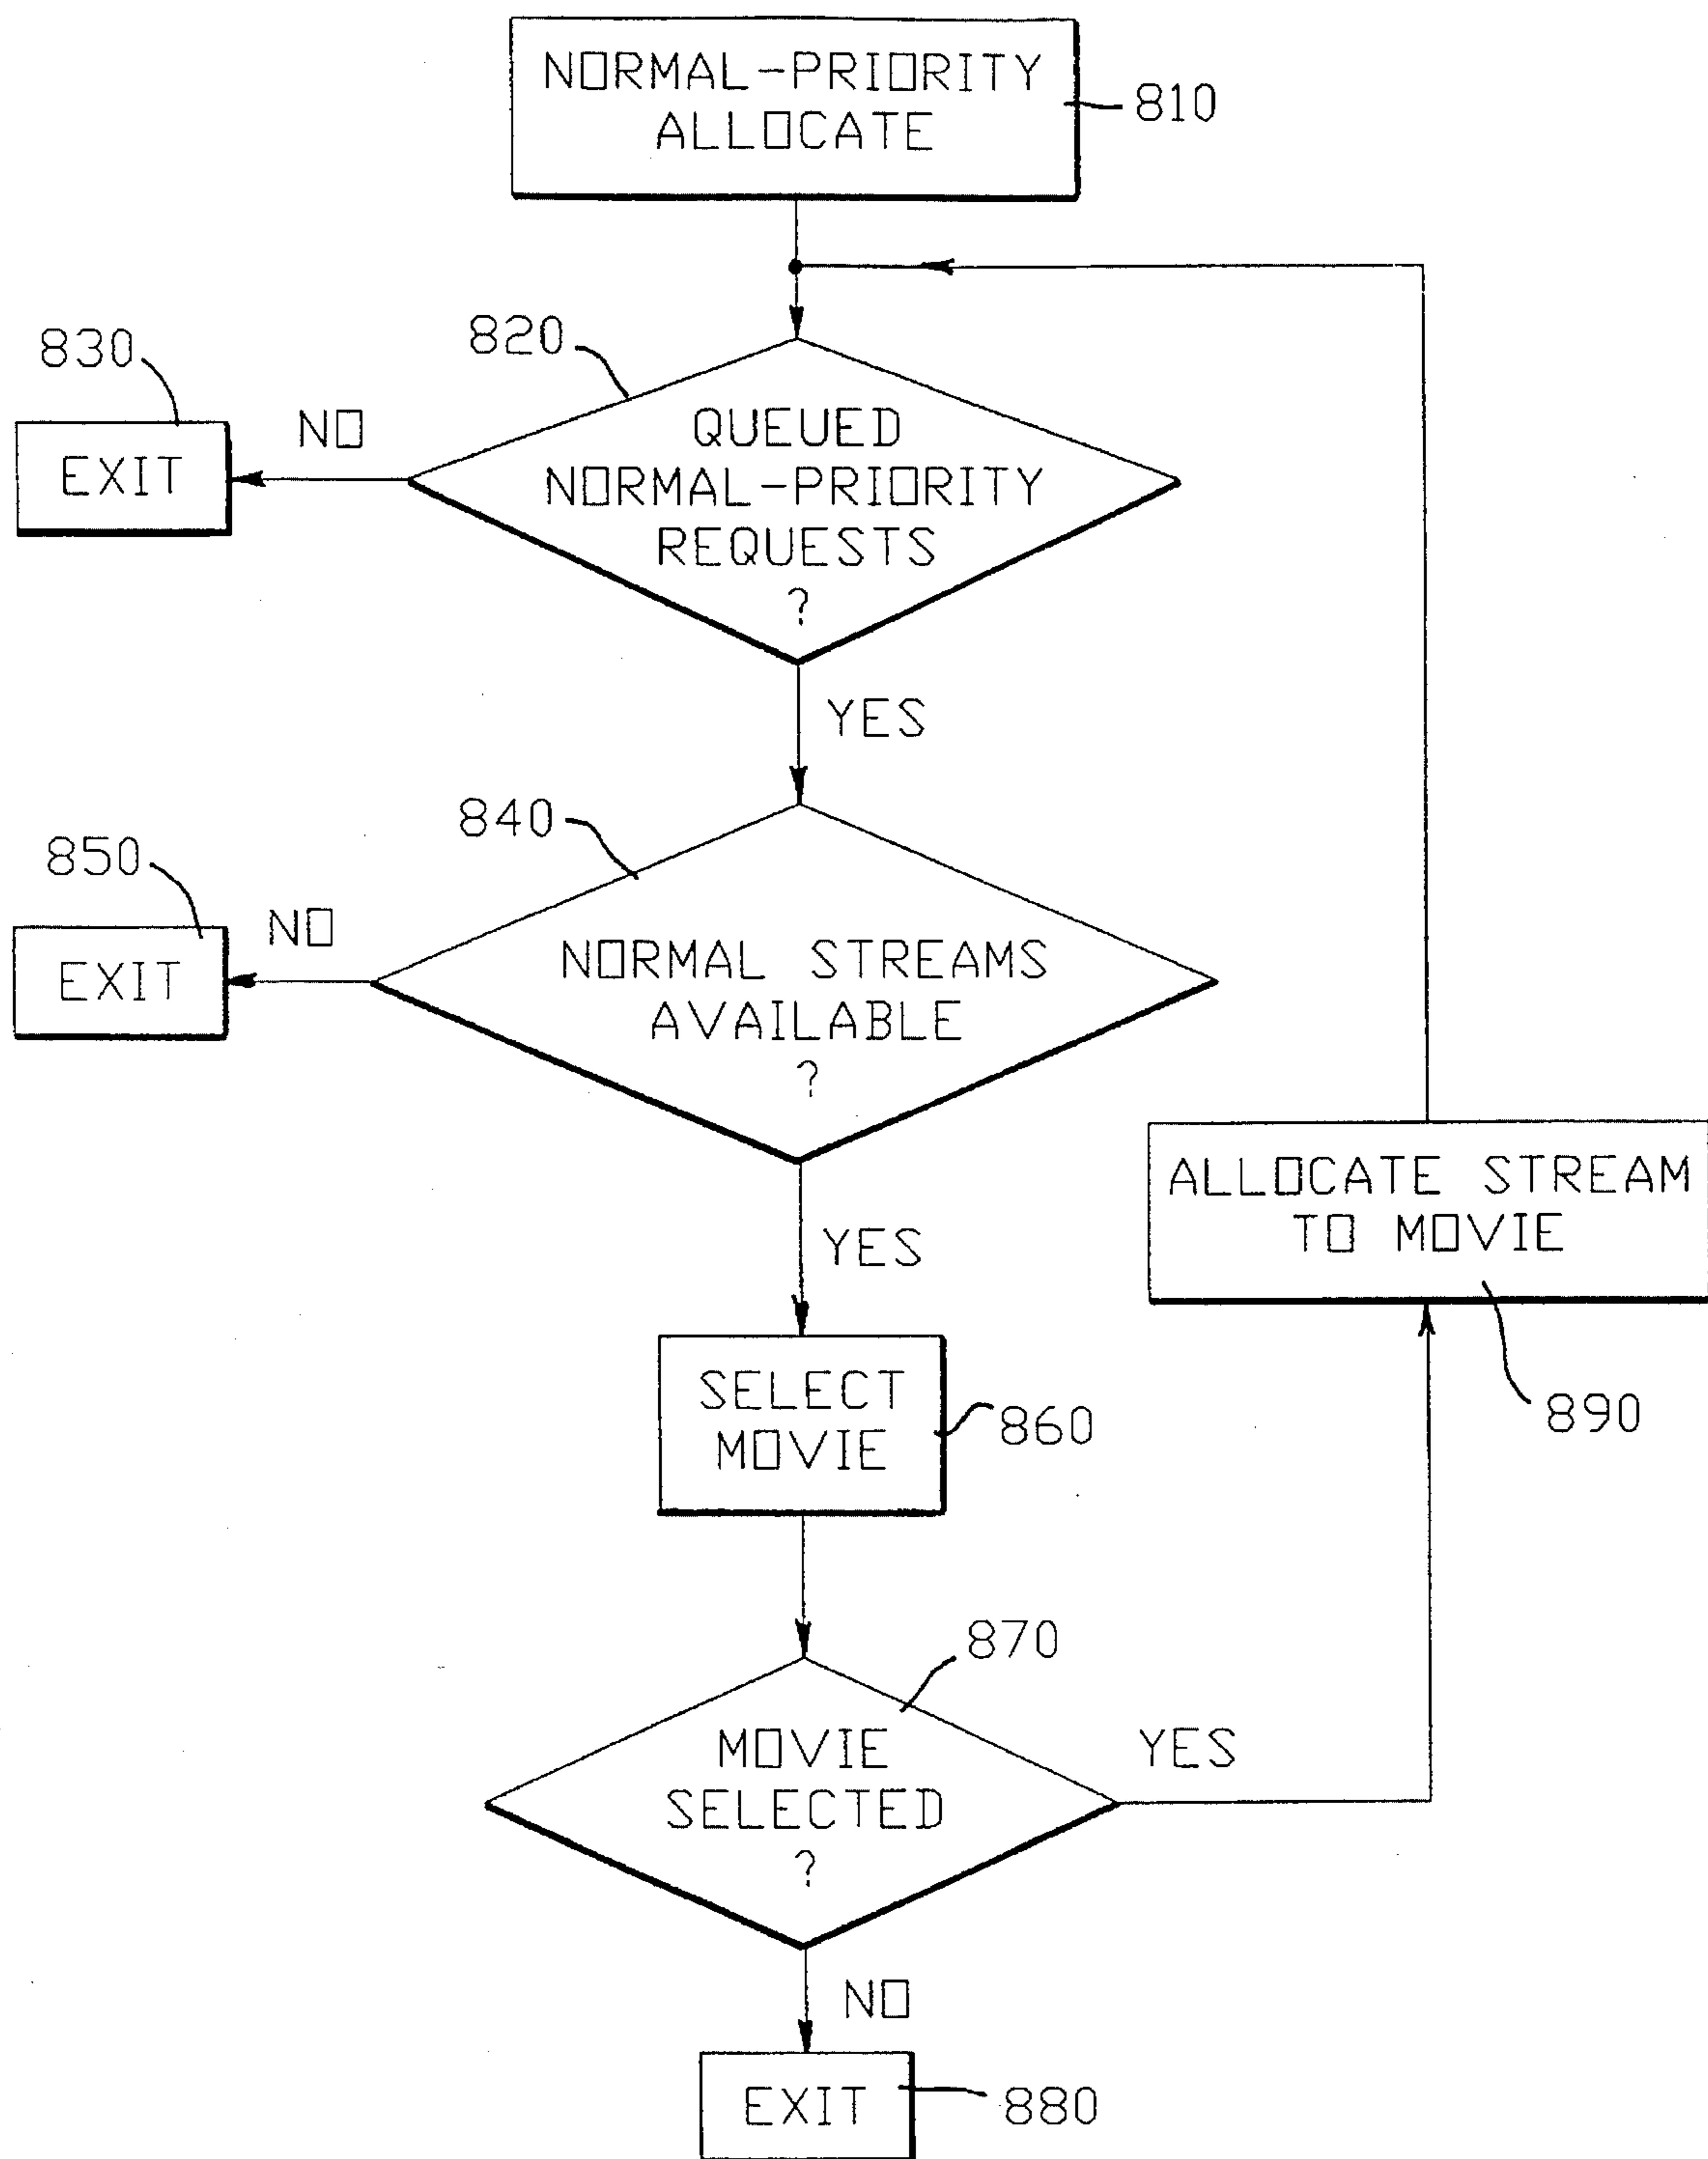 NORMAL-PRIORITY
ALLOCATE
810
820
830
NO
EXIT
QUEUED
NORMAL-PRIORITY
REQUESTS
?
YES
840
850
NO
EXIT
NORMAL STREAMS
AVAILABLE
?
ALLOCATE STREAM
TO MOVIE
890
YES
SELECT
MOVIE
860
870
MOVIE
SELECTED
?
YES
NO
EXIT
880